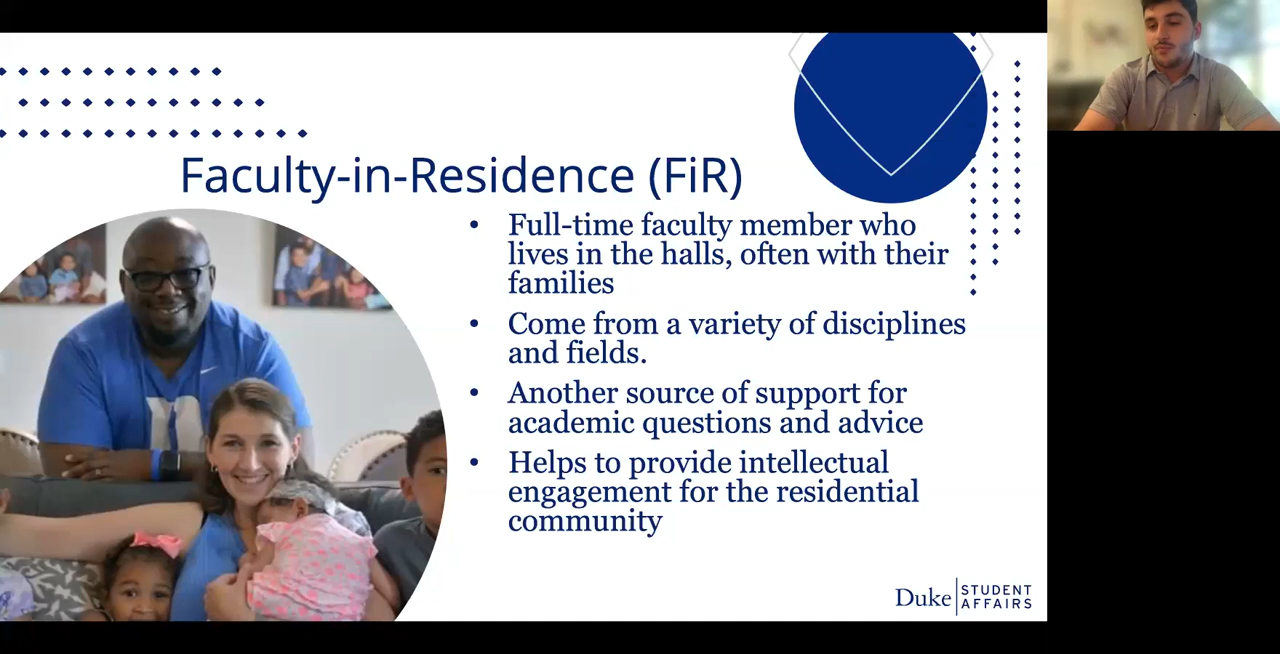 Faculty-in-Residence (FiR)
• Full-time faculty member who
lives in the halls, often with their
families
• Come from a variety of disciplines
and fields.
• Another source of support for
academic questions and advice
• Helps to provide intellectual
engagement for the residential
community
Duke STUDENT
AFFAIRS